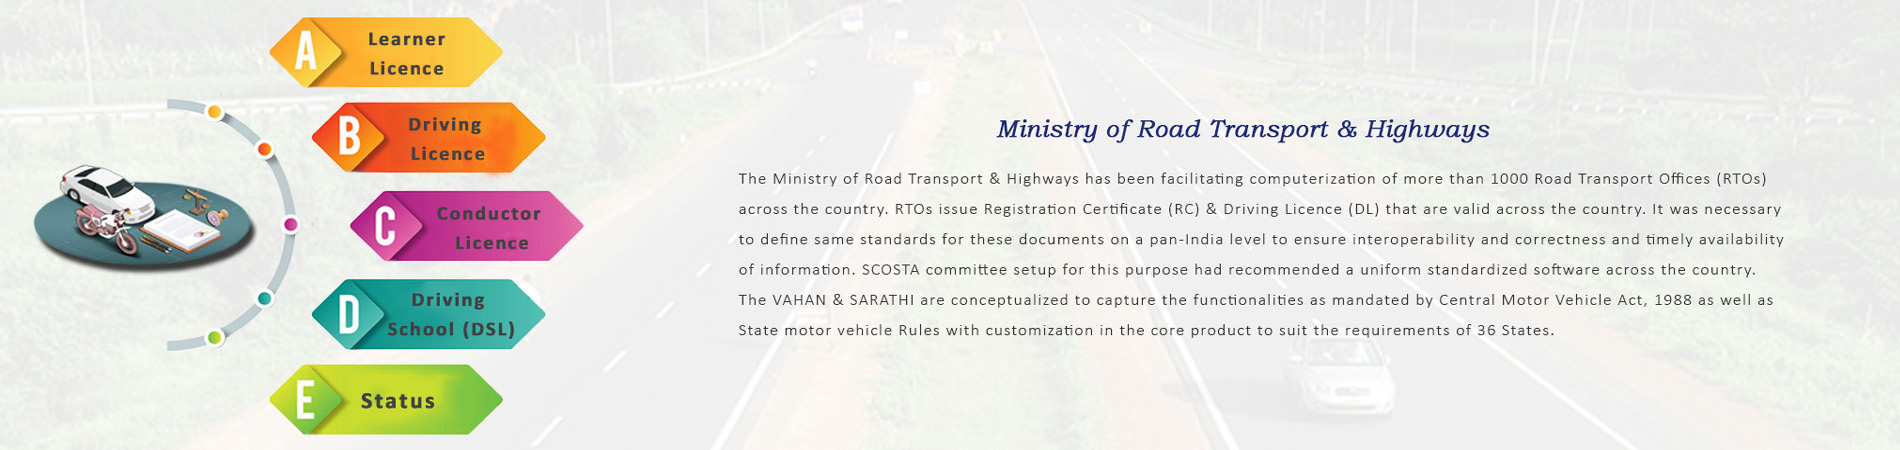 A
Learner
Licence
B
Driving
Licence
C
Conductor
Licence
D
Driving
School (DSL)
E
Status
Ministry of Road Transport & Highways
The Ministry of Road Transport & Highways has been facilitating computerization of more than 1000 Road Transport Offices (RTOs)
across the country. RTOs issue Registration Certificate (RC) & Driving Licence (DL) that are valid across the country. It was necessary
to define same standards for these documents on a pan-India level to ensure interoperability and correctness and timely availability
of information. SCOSTA committee setup for this purpose had recommended a uniform standardized software across the country.
The VAHAN & SARATHI are conceptualized to capture the functionalities as mandated by Central Motor Vehicle Act, 1988 as well as
State motor vehicle Rules with customization in the core product to suit the requirements of 36 States.